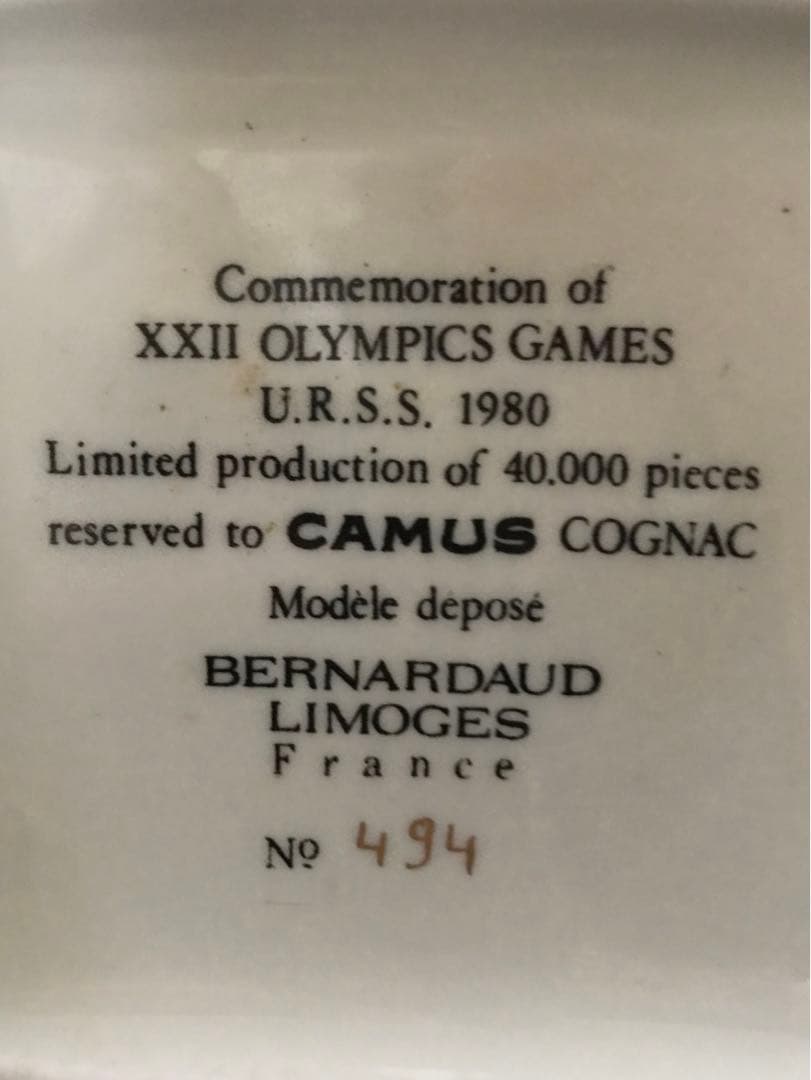 Commemoration of
XXII OLYMPICS GAMES
U.R.S.S. 1980
Limited production of 40.000 pieces
reserved to CAMUS COGNAC
Modèle déposé
BERNARDAUD
LIMOGES
France
Nº 494